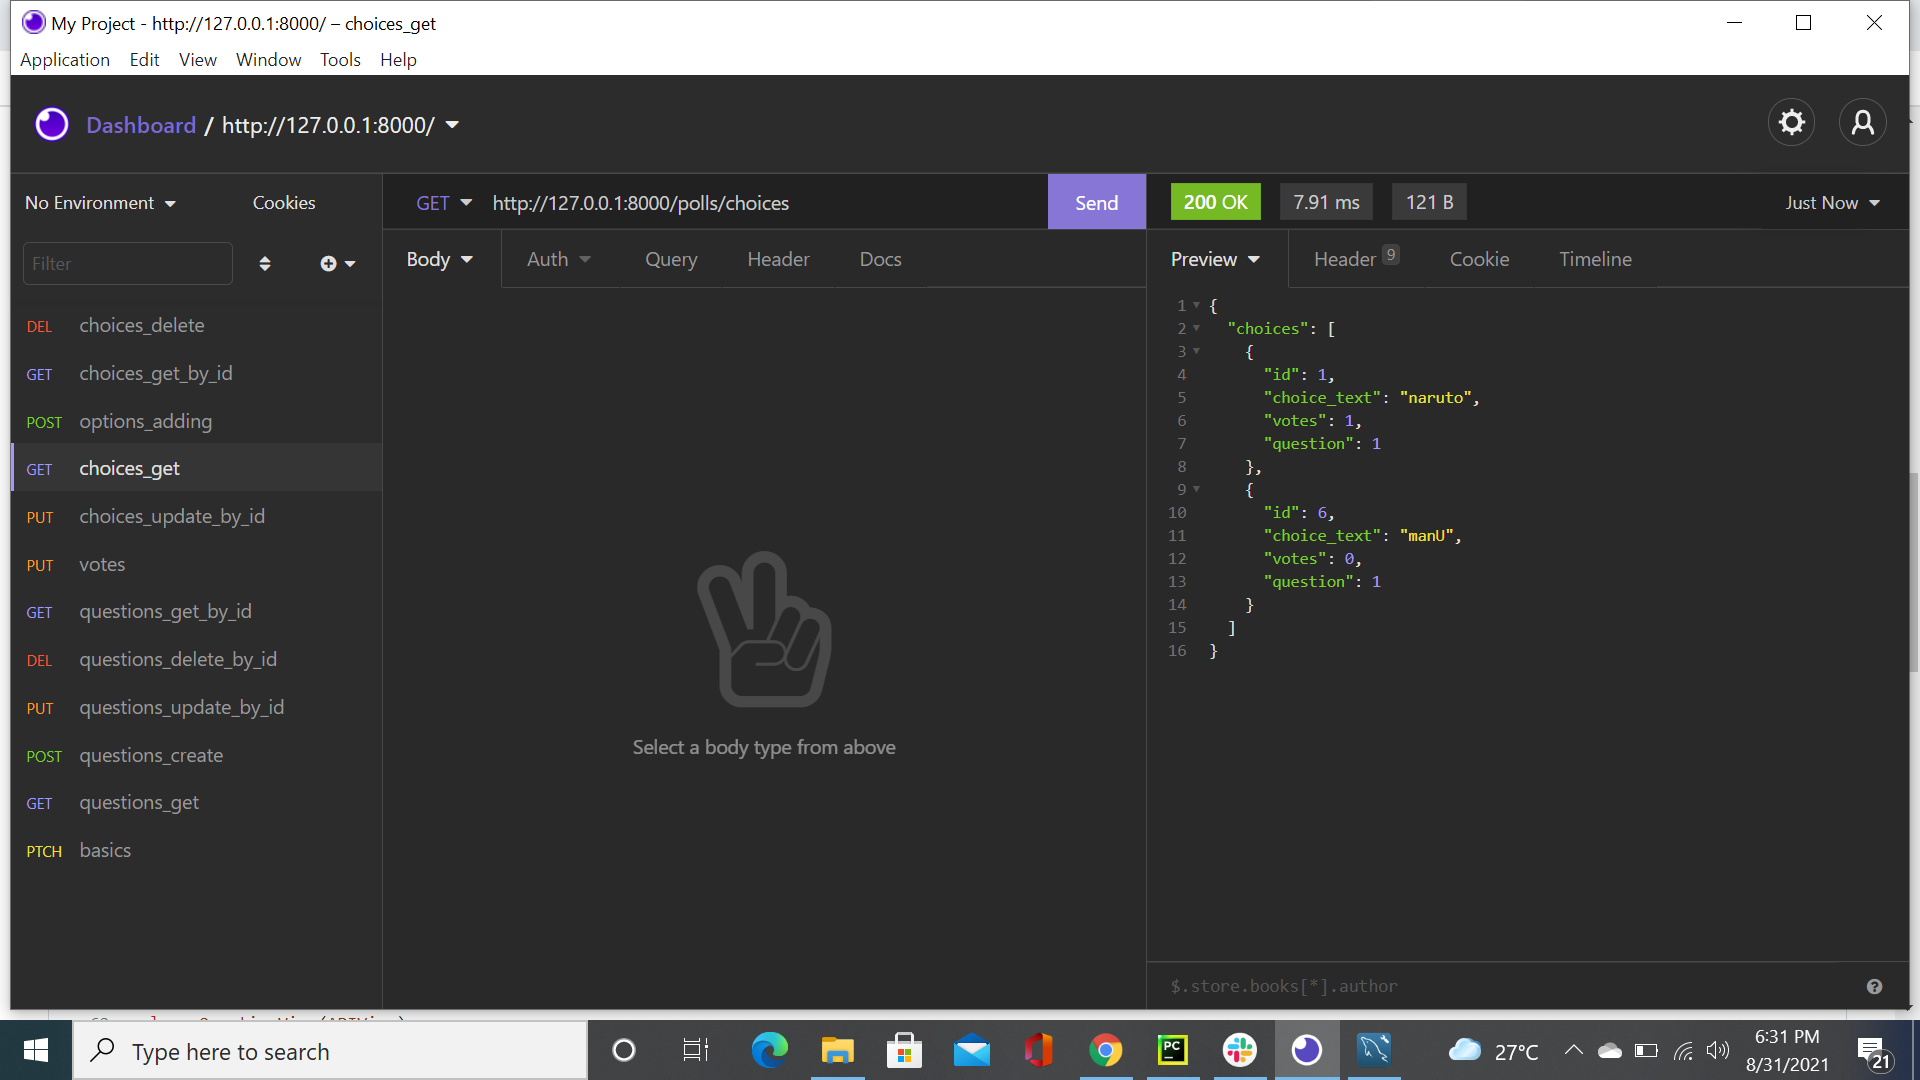 My Project - http://127.0.0.1:8000/ – choices_get
Application Edit View Window Tools Help
Dashboard / http://127.0.0.1:8000/
No Environment Cookies
GET http://127.0.0.1:8000/polls/choices Send
200 OK 7.91 ms 121 B Just Now
Filter
Body Auth Query Header Docs
Preview Header 9 Cookie Timeline
DEL choices_delete
GET choices_get_by_id
POST options_adding
GET choices_get
PUT choices_update_by_id
PUT votes
GET questions_get_by_id
DEL questions_delete_by_id
PUT questions_update_by_id
POST questions_create
GET questions_get
PTCH basics
Select a body type from above
1 {
2 "choices": [
3 {
4 "id": 1,
5 "choice_text": "naruto",
6 "votes": 1,
7 "question": 1
8 },
9 {
10 "id": 6,
11 "choice_text": "manU",
12 "votes": 0,
13 "question": 1
14 }
15 ]
16 }
$.store.books[*].author
Type here to search
PC
27°C
6:31 PM
8/31/2021
21